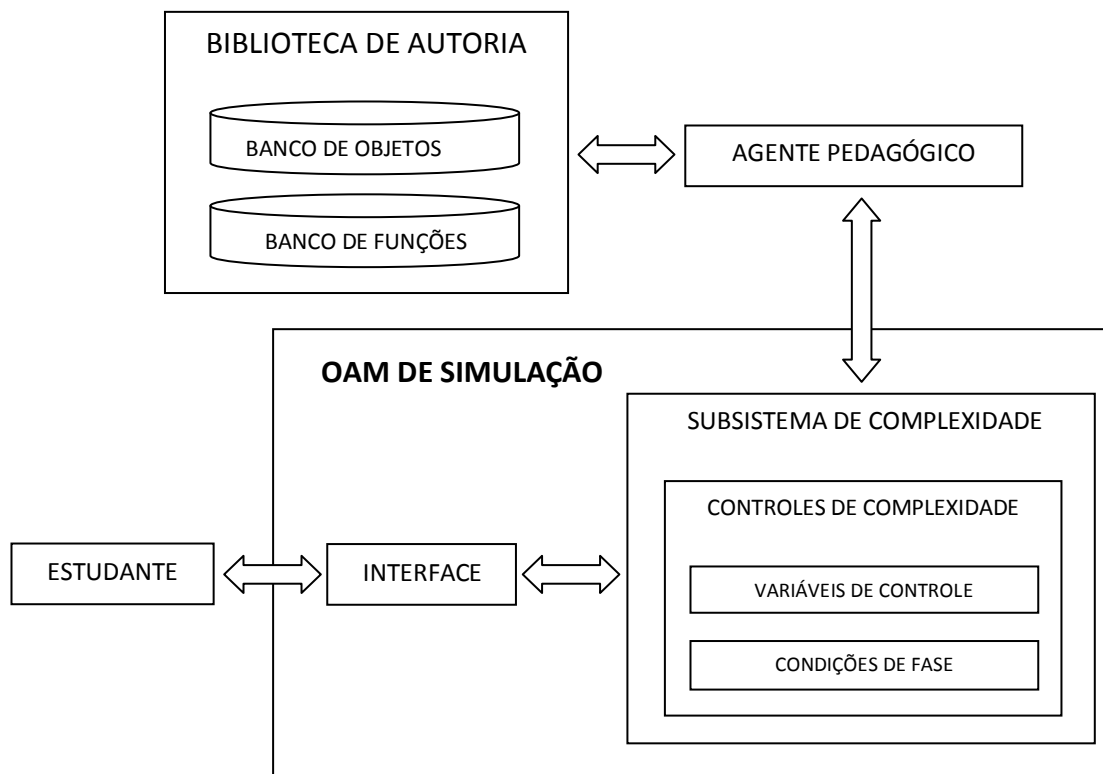 BIBLIOTECA DE AUTORIA
BANCO DE OBJETOS
BANCO DE FUNÇÕES
AGENTE PEDAGÓGICO
OAM DE SIMULAÇÃO
SUBSISTEMA DE COMPLEXIDADE
CONTROLES DE COMPLEXIDADE
ESTUDANTE
INTERFACE
VARIÁVEIS DE CONTROLE
CONDIÇÕES DE FASE